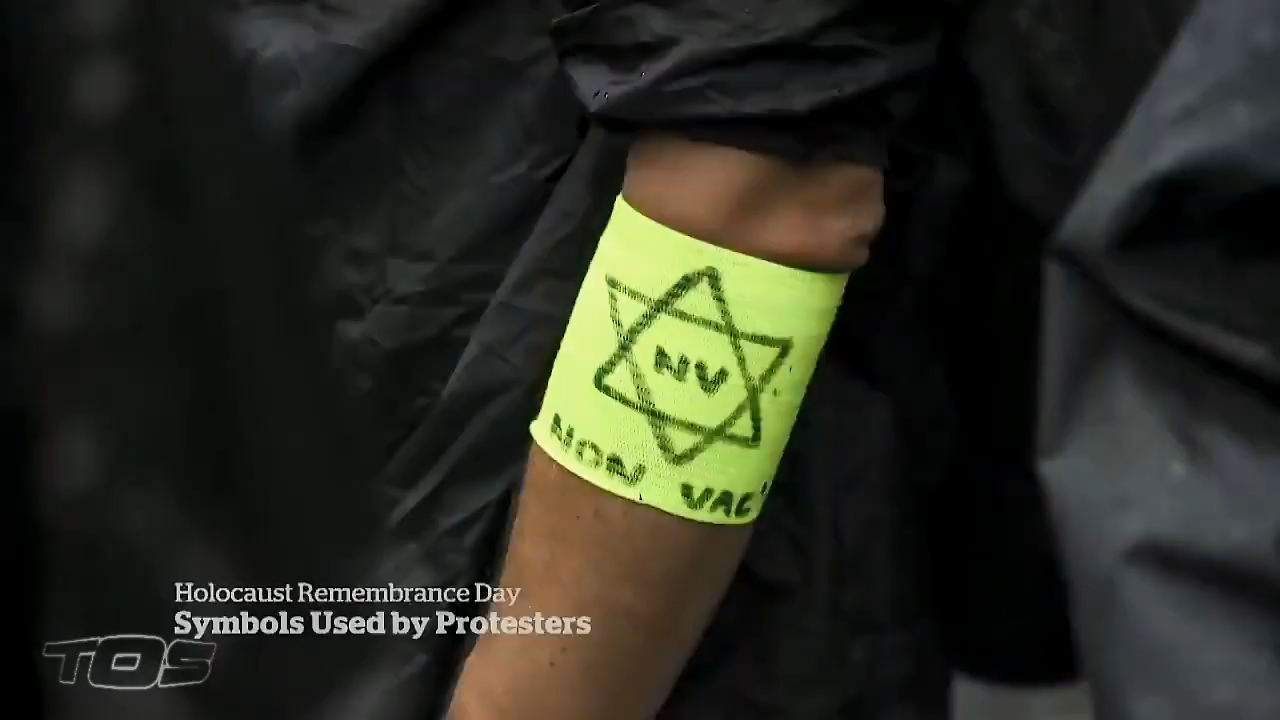 NV
NON VAC'
Holocaust Remembrance Day
Symbols Used by Protesters
TOS